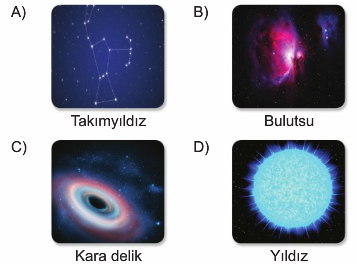 A)
Takımyıldız
B)
Bulutsu
C)
Kara delik
D)
Yıldız